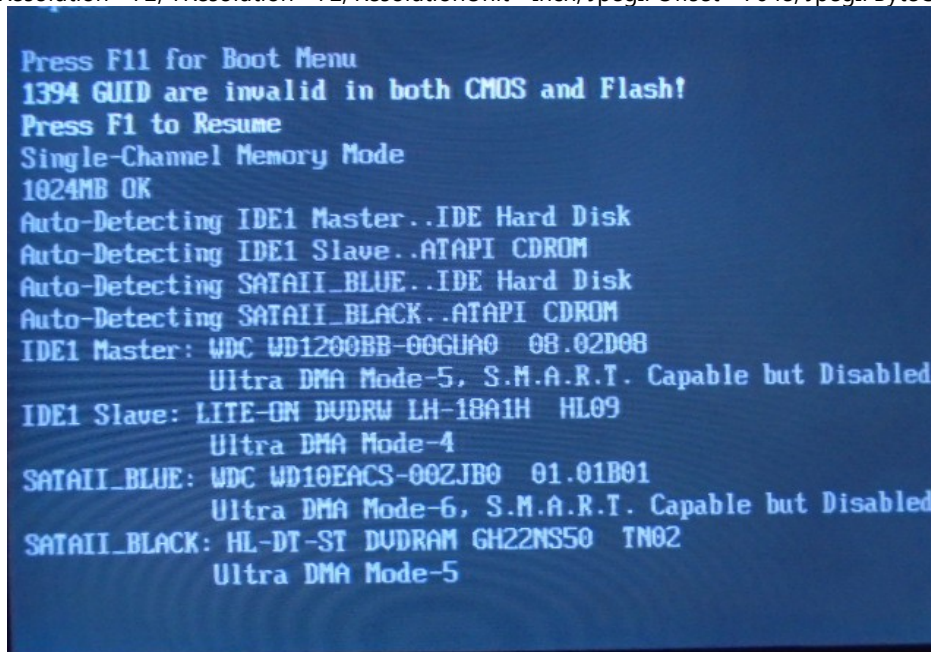 Press F11 for Boot Menu
1394 GUID are invalid in both CMOS and Flash!
Press F1 to Resume
Single-Channel Memory Mode
1024MB OK
Auto-Detecting IDE1 Master..IDE Hard Disk
Auto-Detecting IDE1 Slave..ATAPI CDROM
Auto-Detecting SATAII_BLUE..IDE Hard Disk
Auto-Detecting SATAII_BLACK..ATAPI CDROM
IDE1 Master: WDC WD1200BB-00GUA0 08.02D08
Ultra DMA Mode-5, S.M.A.R.T. Capable but Disabled
IDE1 Slave: LITE-ON DVDRW LH-18A1H HL09
Ultra DMA Mode-4
SATAII_BLUE: WDC WD10EACS-00ZJB0 01.01B01
Ultra DMA Mode-6, S.M.A.R.T. Capable but Disabled
SATAII_BLACK: HL-DT-ST DVDRAM GH22NS50 TN02
Ultra DMA Mode-5